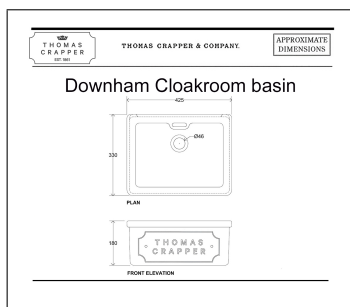 THOMAS
CRAPPER
EST 1861
THOMAS CRAPPER & COMPANY.
APPROXIMATE
DIMENSIONS
Downham Cloakroom basin
425
Ø46
330
PLAN
180
THOMAS
CRAPPER
FRONT ELEVATION